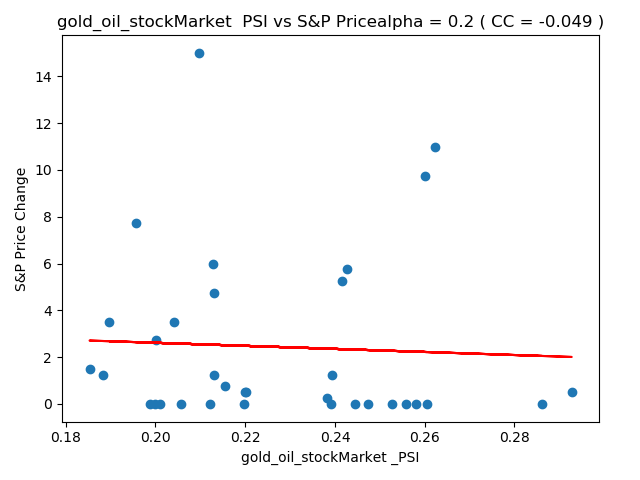 gold_oil_stockMarket  PSI vs S&P Pricealpha = 0.2 ( CC = -0.049 )
14
12
10
8
6
4
2
0
S&P Price Change
0.18 0.20 0.22 0.24 0.26 0.28
gold_oil_stockMarket _PSI